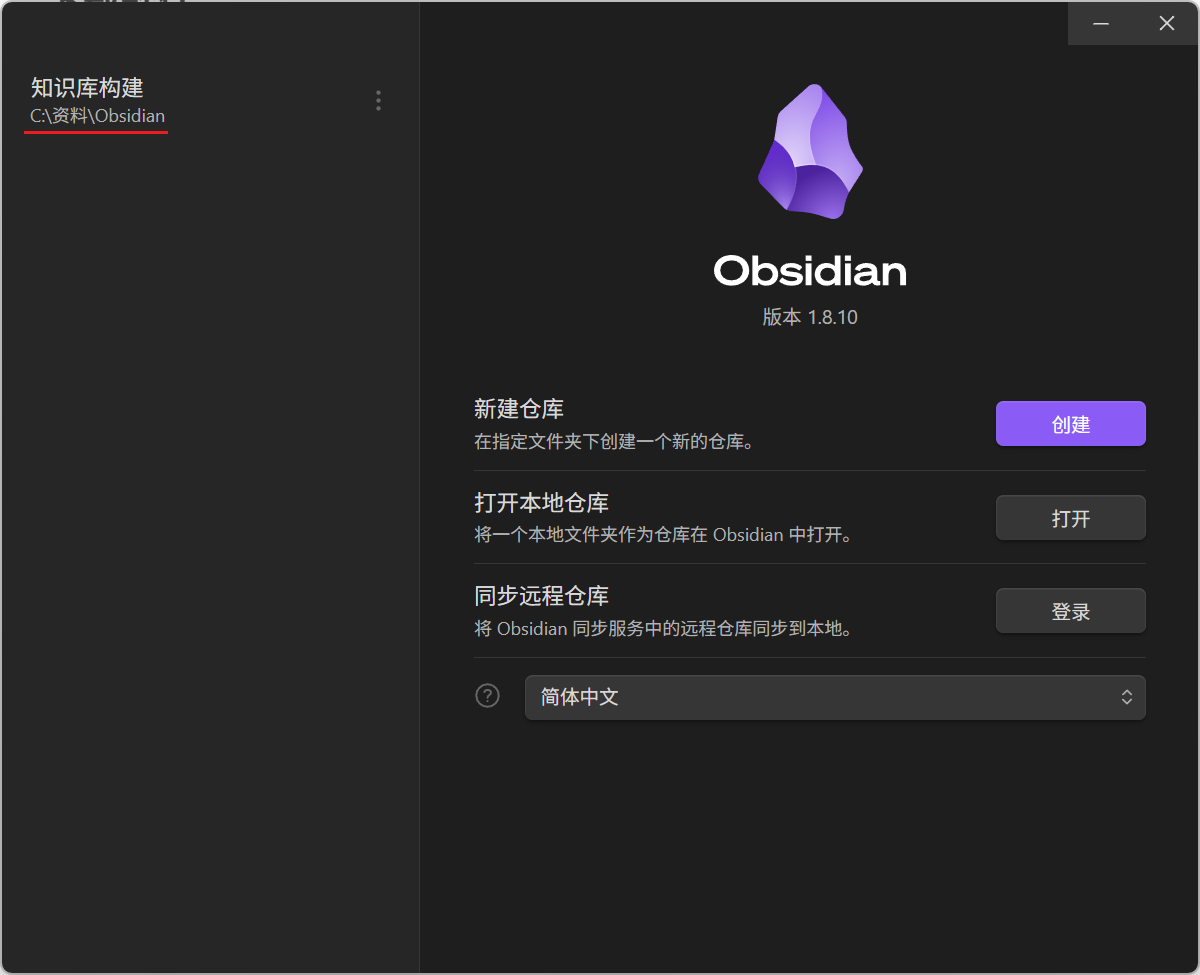 知识库构建
C:\资料\Obsidian
Obsidian
版本 1.8.10
新建仓库
在指定文件夹下创建一个新的仓库。
创建
打开本地仓库
将一个本地文件夹作为仓库在 Obsidian 中打开。
打开
同步远程仓库
将 Obsidian 同步服务中的远程仓库同步到本地。
登录
?
简体中文